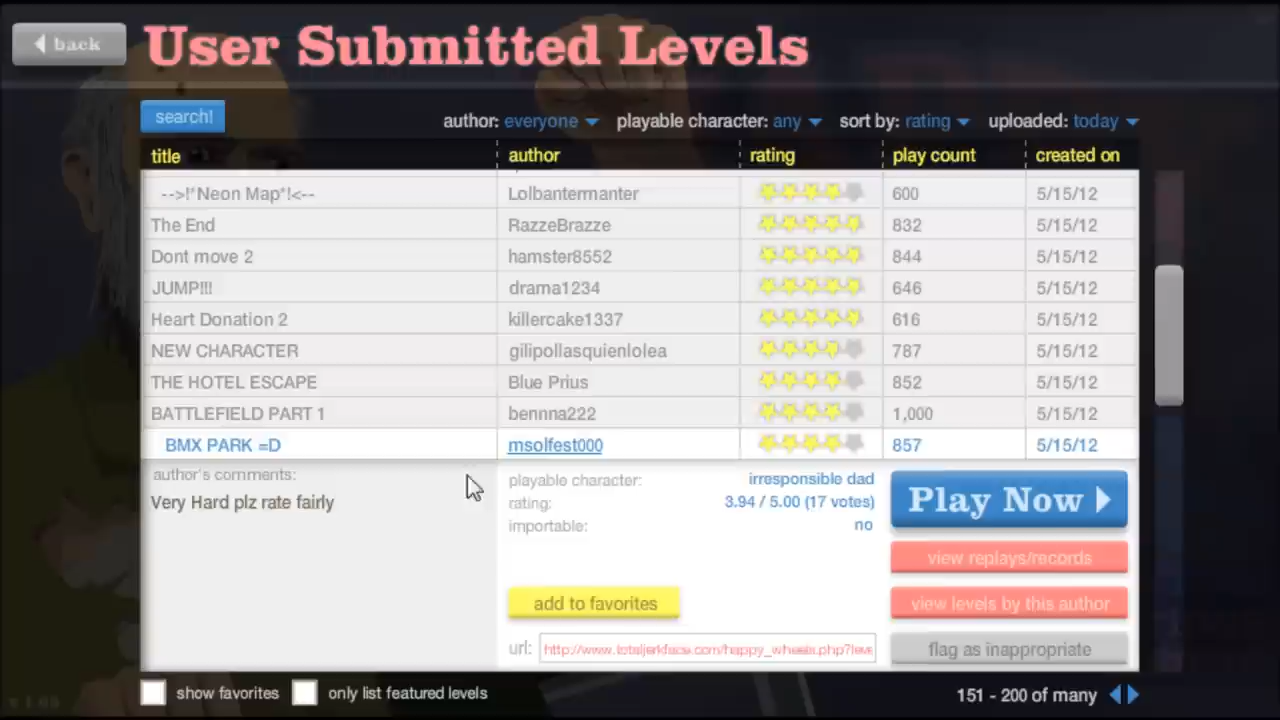 back
User Submitted Levels
search!
author: everyone playable character: any sort by: rating uploaded: today
title author rating play count created on
-->!*Neon Map*!<-- Lolbantermanter 600 5/15/12
The End RazzeBrazze 832 5/15/12
Dont move 2 hamster8552 844 5/15/12
JUMP!!! drama1234 646 5/15/12
Heart Donation 2 killercake1337 616 5/15/12
NEW CHARACTER gilipollasquienlolea 787 5/15/12
THE HOTEL ESCAPE Blue Prius 852 5/15/12
BATTLEFIELD PART 1 bennna222 1,000 5/15/12
BMX PARK =D msolfest000 857 5/15/12
author's comments:
Very Hard plz rate fairly
playable character: irresponsible dad
rating: 3.94 / 5.00 (17 votes)
importable: no
add to favorites
url: http://www.totaljerkface.com/happy_wheels.php?leve
Play Now
view replays/records
view levels by this author
flag as inappropriate
show favorites only list featured levels
151 - 200 of many